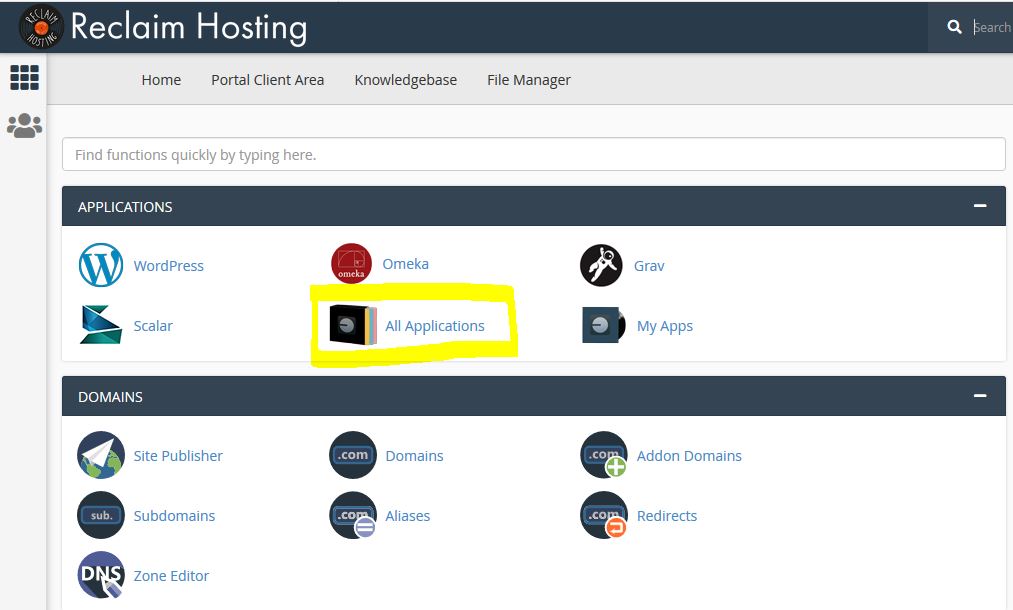 RECLAIM HOSTING Reclaim Hosting Search
Home Portal Client Area Knowledgebase File Manager
Find functions quickly by typing here.
APPLICATIONS
WordPress omeka Omeka Grav
Scalar All Applications My Apps
DOMAINS
Site Publisher .com Domains .com Addon Domains
sub. Subdomains .com Aliases .com Redirects
DNS Zone Editor